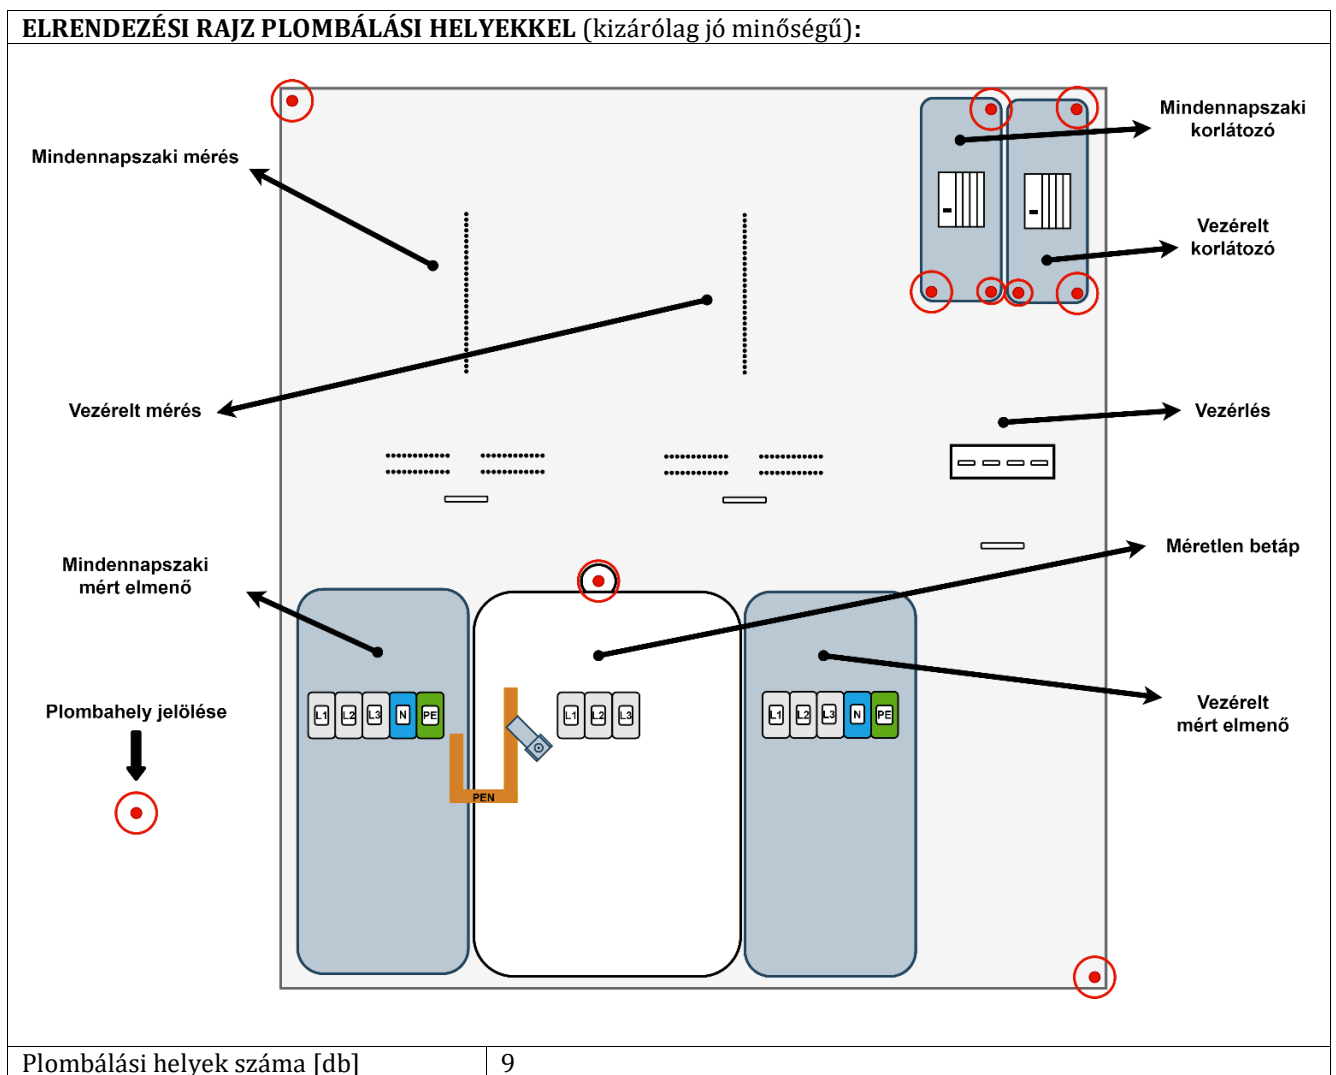 ELRENDEZÉSI RAJZ PLOMBÁLÁSI HELYEKKEL (kizárólag jó minőségű):
Mindennapszaki mérés
Mindennapszaki
korlátozó
Vezérelt
korlátozó
Vezérelt mérés
Vezérlés
Mindennapszaki
mért elmenő
Méretlen betáp
Plombahely jelölése
Vezérelt
mért elmenő
L1 L2 L3 N PE
L1 L2 L3
L1 L2 L3 N PE
PEN
Plombálási helyek száma [db] 9